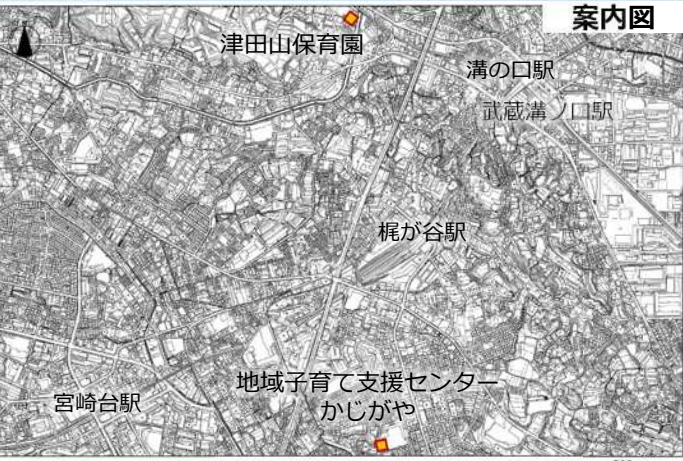 案内図
津田山保育園
溝の口駅
武蔵溝ノ口駅
梶が谷駅
地域子育て支援センター
かじがや
宮崎台駅